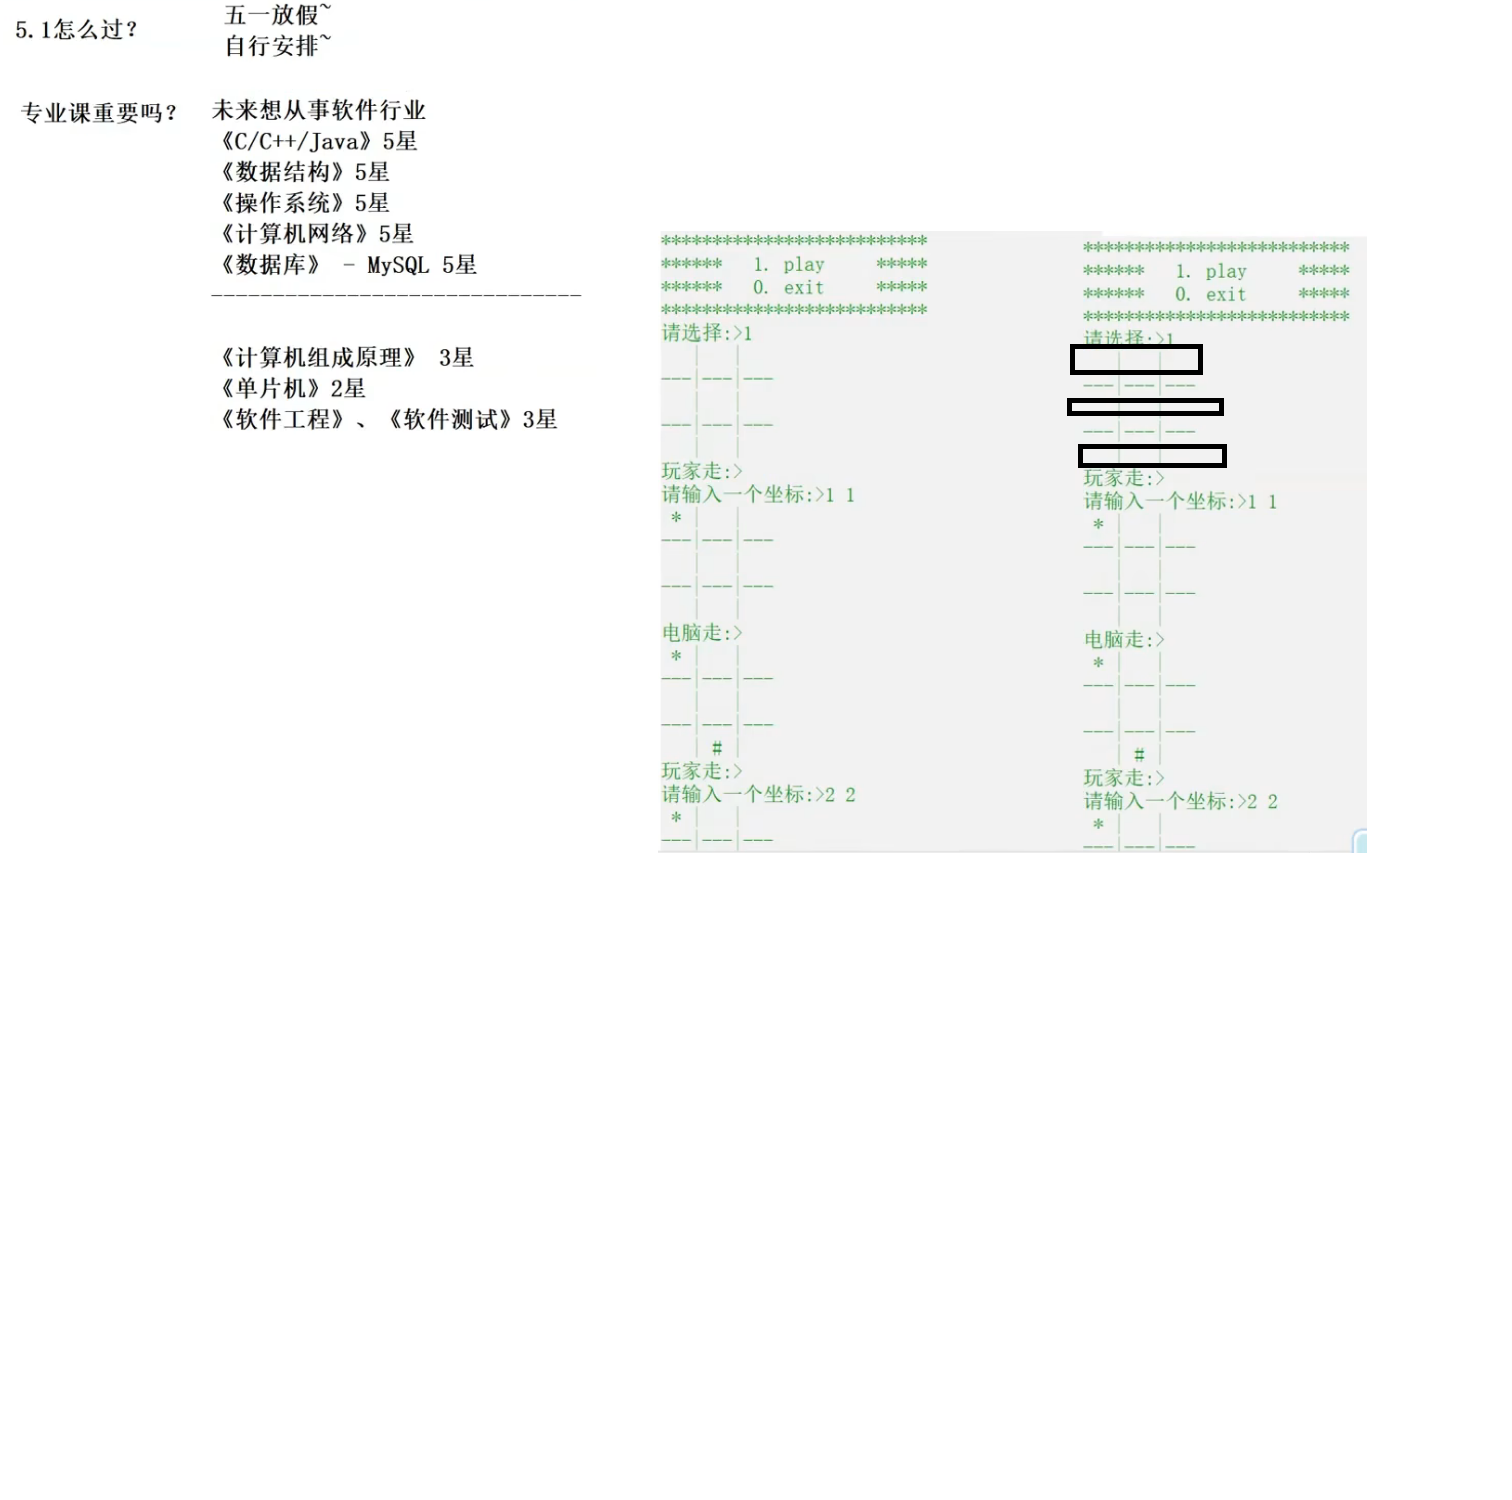 5.1怎么过？
五一放假~
自行安排~
专业课重要吗？
未来想从事软件行业
《C/C++/Java》5星
《数据结构》5星
《操作系统》5星
《计算机网络》5星
《数据库》 - MySQL 5星
------------------------------
《计算机组成原理》 3星
《单片机》2星
《软件工程》、《软件测试》3星
**************************
****** 1. play *****
****** 0. exit *****
**************************
请选择:>1
| |
---|---|---
| |
---|---|---
| |
玩家走:>
请输入一个坐标:>1 1
* | |
---|---|---
| |
---|---|---
| |
电脑走:>
* | |
---|---|---
| |
---|---|---
| # |
玩家走:>
请输入一个坐标:>2 2
* | |
---|---|---
**************************
****** 1. play *****
****** 0. exit *****
**************************
请选择:>1
| |
---|---|---
| |
---|---|---
| |
玩家走:>
请输入一个坐标:>1 1
* | |
---|---|---
| |
---|---|---
| |
电脑走:>
* | |
---|---|---
| |
---|---|---
| # |
玩家走:>
请输入一个坐标:>2 2
* | |
---|---|---